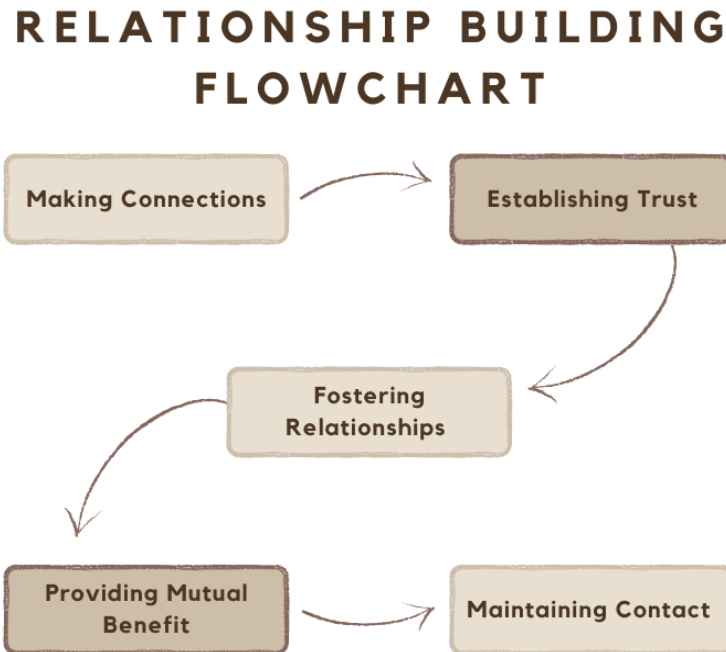 RELATIONSHIP BUILDING
FLOWCHART
Making Connections
Establishing Trust
Fostering
Relationships
Providing Mutual
Benefit
Maintaining Contact